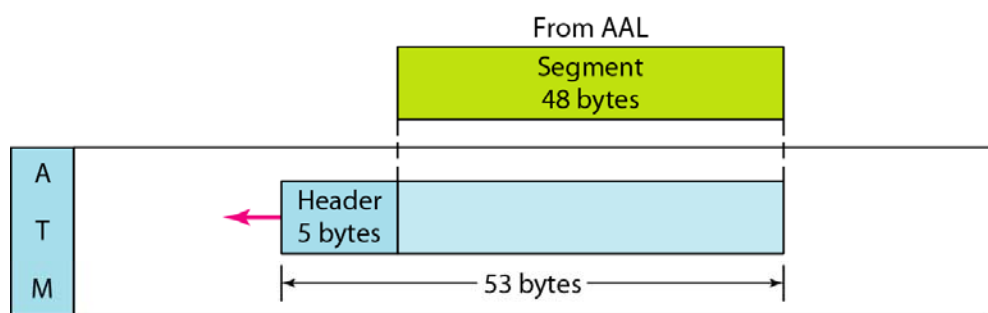 From AAL
Segment
48 bytes
A
T
M
Header
5 bytes
53 bytes